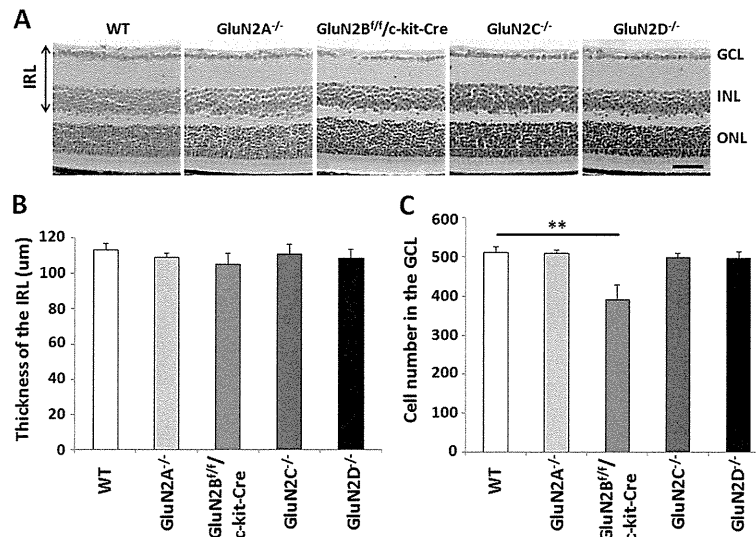 A
WT
GluN2A-/-
GluN2Bf/f/c-kit-Cre
GluN2C-/-
GluN2D-/-
IRL
GCL
INL
ONL
B
Thickness of the IRL (um)
120
100
80
60
40
20
0
WT
GluN2A-/-
GluN2Bf/f/
c-kit-Cre
GluN2C-/-
GluN2D-/-
C
**
Cell number in the GCL
600
500
400
300
200
100
0
WT
GluN2A-/-
GluN2Bf/f/
c-kit-Cre
GluN2C-/-
GluN2D-/-